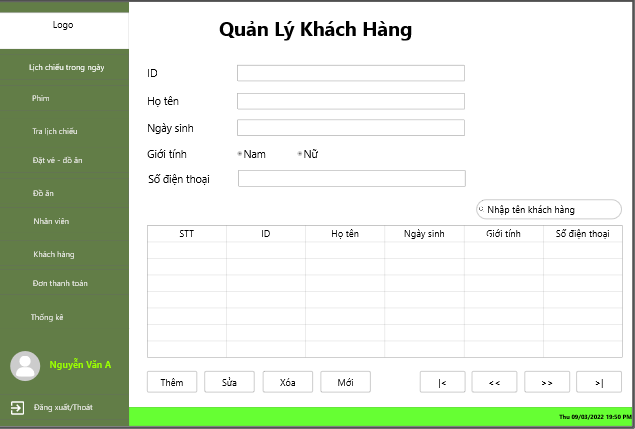 Logo
Lịch chiếu trong ngày
Phim
Tra lịch chiếu
Đặt vé - đồ ăn
Đồ ăn
Nhân viên
Khách hàng
Đơn thanh toán
Thống kê
Nguyễn Văn A
Đăng xuất/Thoát
Quản Lý Khách Hàng
ID
Họ tên
Ngày sinh
Giới tính Nam Nữ
Số điện thoại
Nhập tên khách hàng
STT ID Họ tên Ngày sinh Giới tính Số điện thoại
Thêm Sửa Xóa Mới |< << >> >|
Thu 09/03/2022 19:50 PM